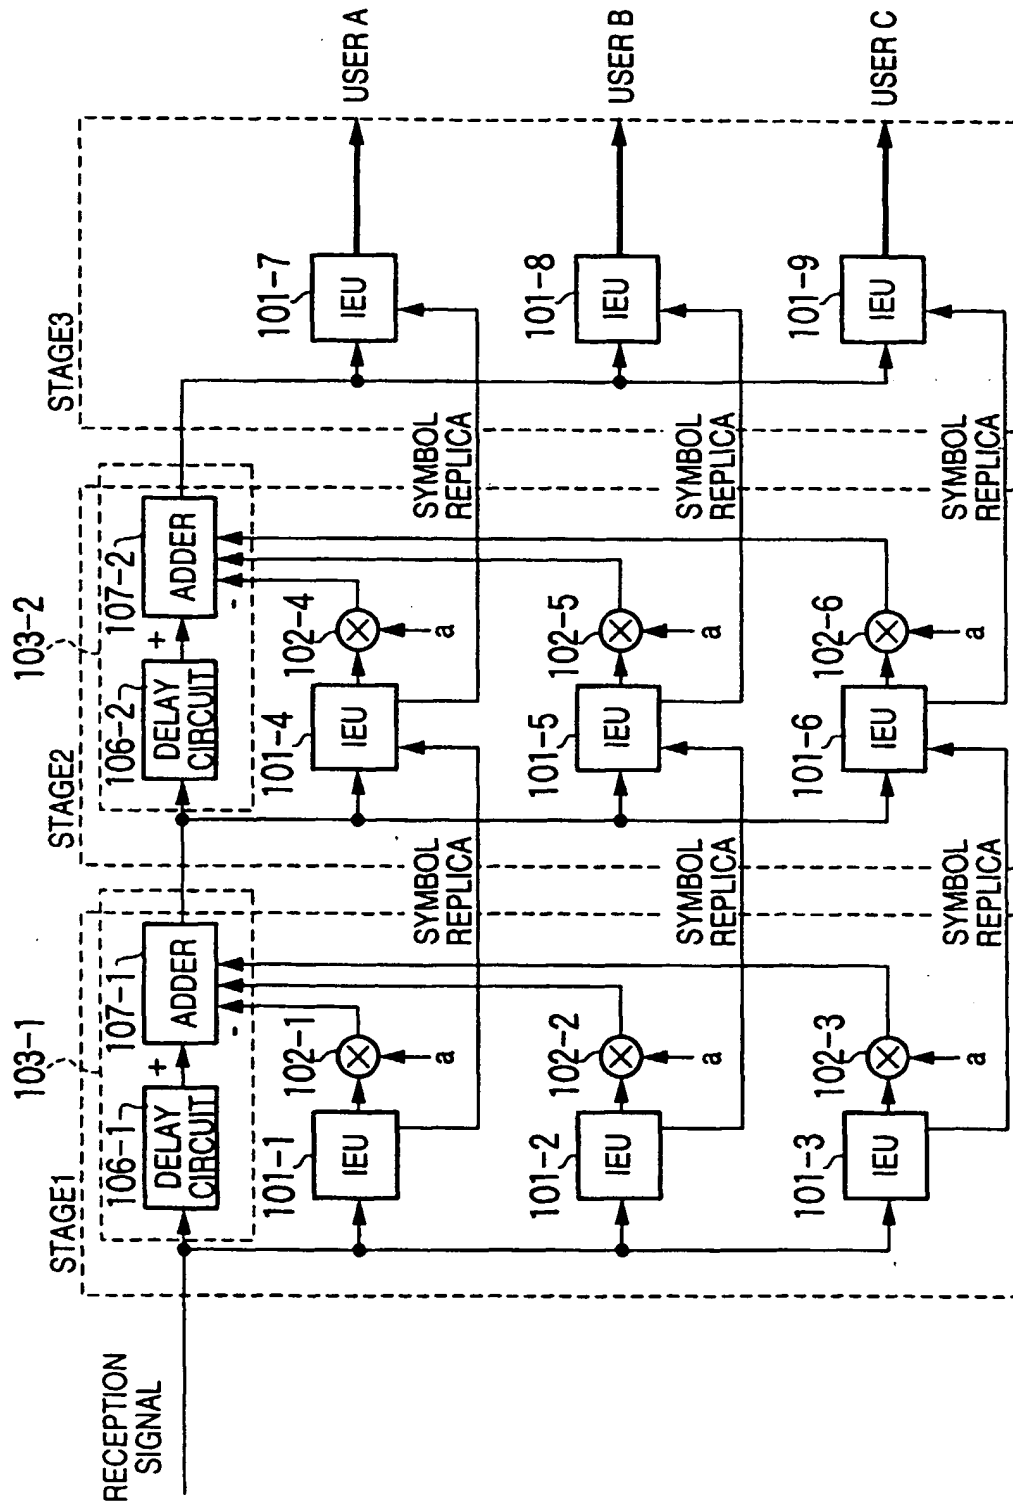 RECEPTION
SIGNAL
STAGE1
103-1
106-1
DELAY
CIRCUIT
+
107-1
ADDER
-
101-1
IEU
102-1
a
SYMBOL
REPLICA
101-2
IEU
102-2
a
SYMBOL
REPLICA
101-3
IEU
102-3
a
SYMBOL
REPLICA
STAGE2
103-2
106-2
DELAY
CIRCUIT
+
107-2
ADDER
-
101-4
IEU
102-4
a
SYMBOL
REPLICA
101-5
IEU
102-5
a
SYMBOL
REPLICA
101-6
IEU
102-6
a
SYMBOL
REPLICA
STAGE3
101-7
IEU
USER A
101-8
IEU
USER B
101-9
IEU
USER C